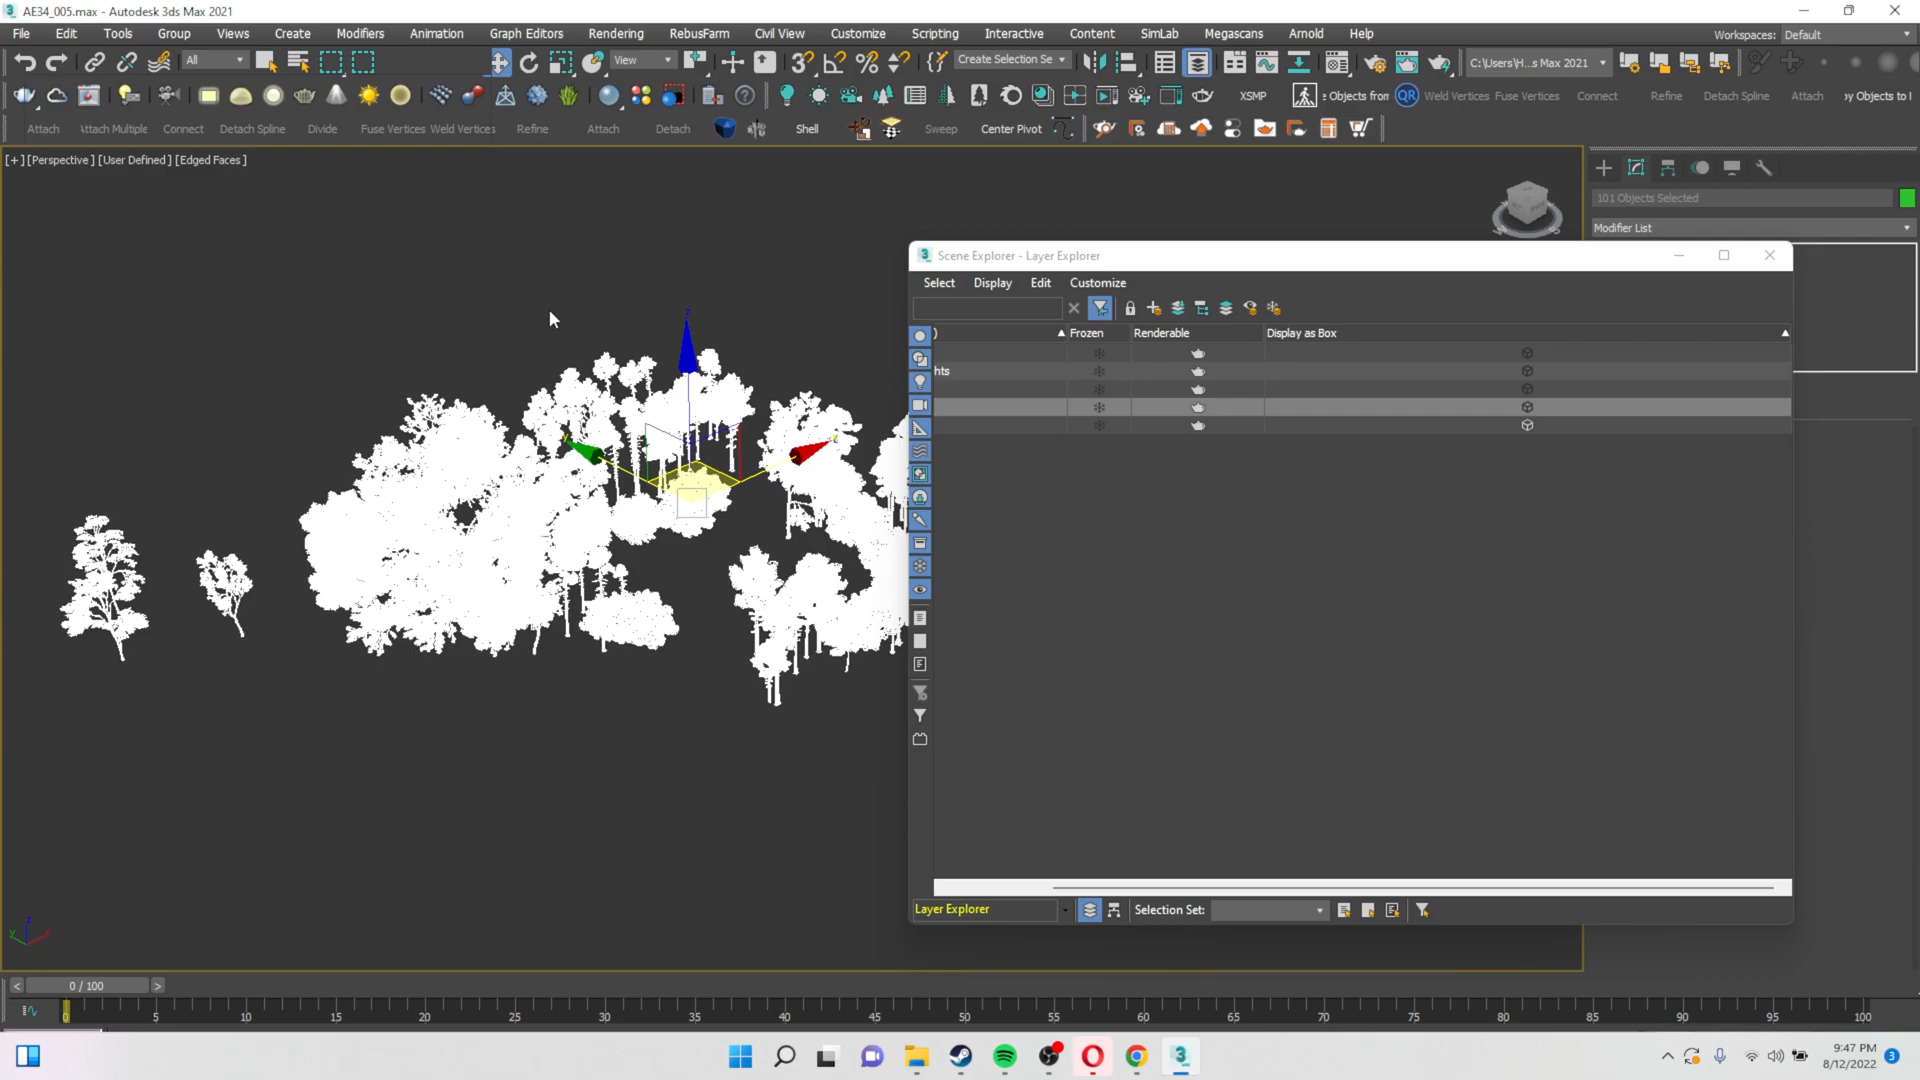 AE34_005.max - Autodesk 3ds Max 2021
File Edit Tools Group Views Create Modifiers Animation Graph Editors Rendering RebusFarm Civil View Customize Scripting Interactive Content SimLab Megascans Arnold Help Workspaces: Default
All View Create Selection Se C:\Users\H...s Max 2021
XSMP e Objects fron QR Weld Vertices Fuse Vertices Connect Refine Detach Spline Attach py Objects to l
Attach Attach Multiple Connect Detach Spline Divide Fuse Vertices Weld Vertices Refine Attach Detach Shell Sweep Center Pivot
[+] [Perspective] [User Defined] [Edged Faces]
101 Objects Selected
Modifier List
Scene Explorer - Layer Explorer
Select Display Edit Customize
) Frozen Renderable Display as Box
hts
z
y
x
Layer Explorer Selection Set:
z
y
< 0 / 100 >
0 5 10 15 20 25 30 35 40 45 50 55 60 65 70 75 80 85 90 95 100
9:47 PM
8/12/2022
3